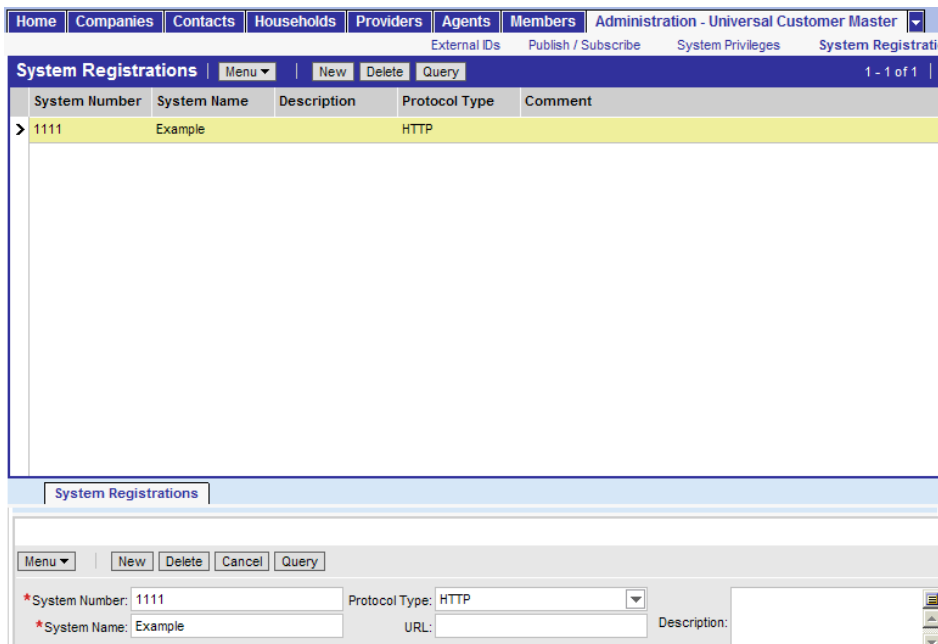 Home Companies Contacts Households Providers Agents Members Administration - Universal Customer Master
External IDs Publish / Subscribe System Privileges System Registrati
System Registrations Menu New Delete Query 1 - 1 of 1
System Number System Name Description Protocol Type Comment
1111 Example HTTP
System Registrations
Menu New Delete Cancel Query
*System Number: 1111 Protocol Type: HTTP
*System Name: Example URL: Description: